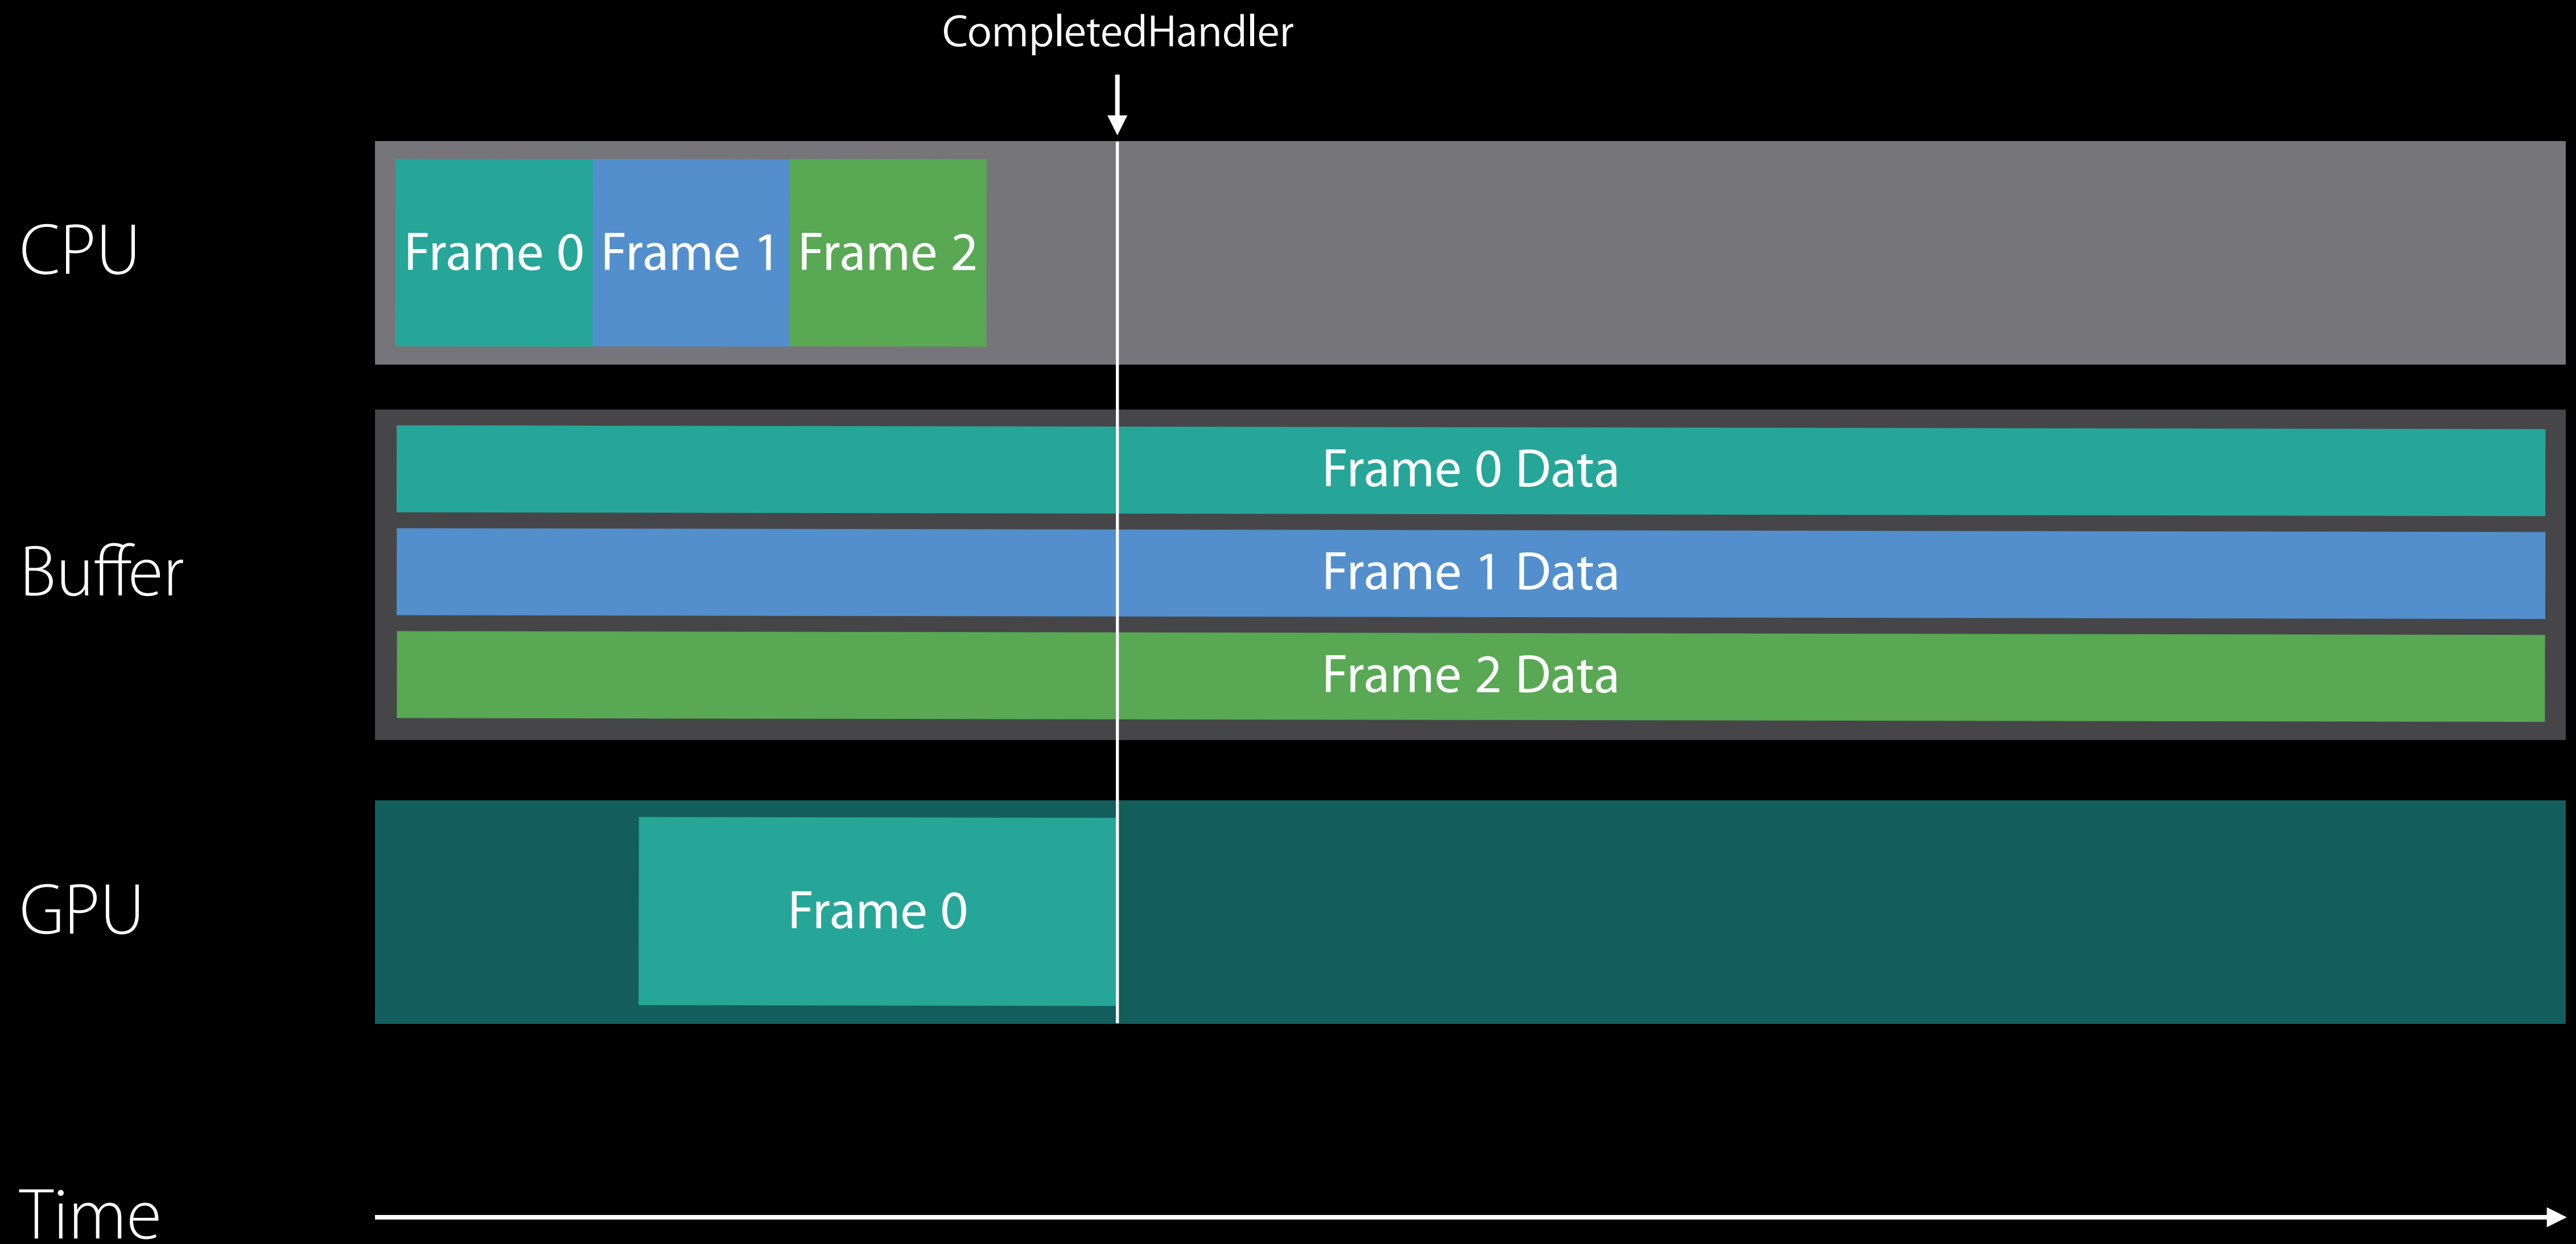 CompletedHandler
CPU
Frame 0
Frame 1
Frame 2
Buffer
Frame 0 Data
Frame 1 Data
Frame 2 Data
GPU
Frame 0
Time